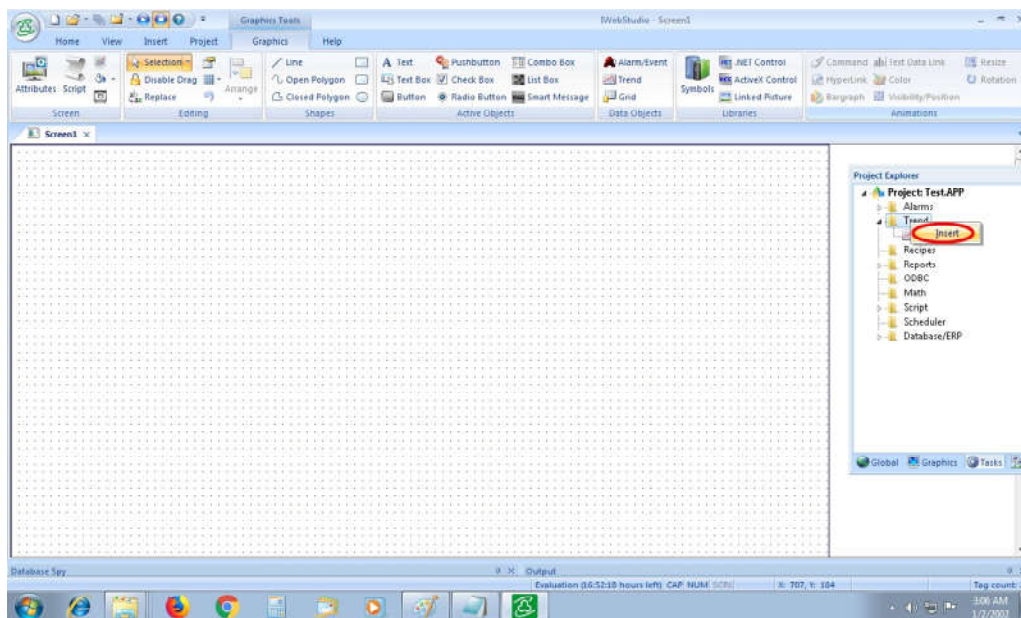 IWebStudio - Screen1
Graphics Tools
Home View Insert Project Graphics Help
Attributes Script
Screen
Selection
Disable Drag
Replace
Arrange
Editing
Line
Open Polygon
Closed Polygon
Shapes
A Text Pushbutton Combo Box
Text Box Check Box List Box
Button Radio Button Smart Message
Active Objects
Alarm/Event
Trend
Grid
Data Objects
Symbols
.NET Control
ActiveX Control
Linked Picture
Libraries
Command Text Data Link Resize
HyperLink Color Rotation
Bargraph Visibility/Position
Animations
Screen1
Project Explorer
Project: Test.APP
Alarms
Trend
Insert
Recipes
Reports
ODBC
Math
Script
Scheduler
Database/ERP
Global Graphics Tasks
Database Spy
Output
Evaluation (16:52:18 hours left) CAP NUM SCRL X: 707, Y: 184 Tag count:
3:06 AM
1/2/2002